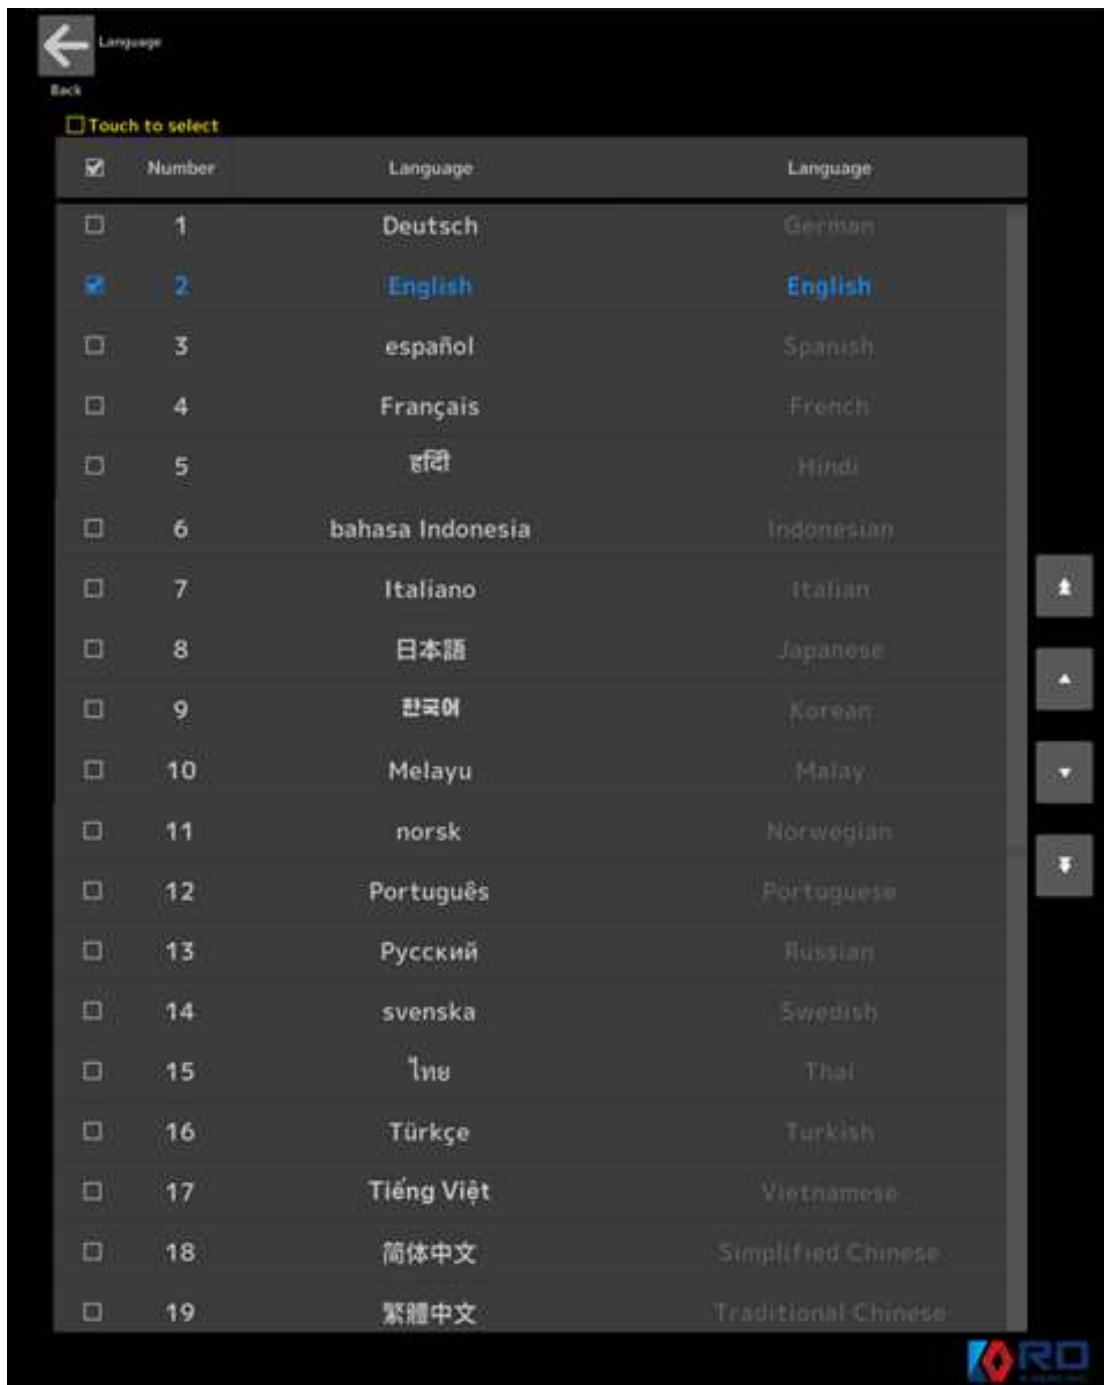 Language
Back
Touch to select
Number Language Language
1 Deutsch German
2 English English
3 español Spanish
4 Français French
5 हिंदी Hindi
6 bahasa Indonesia Indonesian
7 Italiano Italian
8 日本語 Japanese
9 한국어 Korean
10 Melayu Malay
11 norsk Norwegian
12 Português Portuguese
13 Русский Russian
14 svenska Swedish
15 ไทย Thai
16 Türkçe Turkish
17 Tiếng Việt Vietnamese
18 简体中文 Simplified Chinese
19 繁體中文 Traditional Chinese
RD